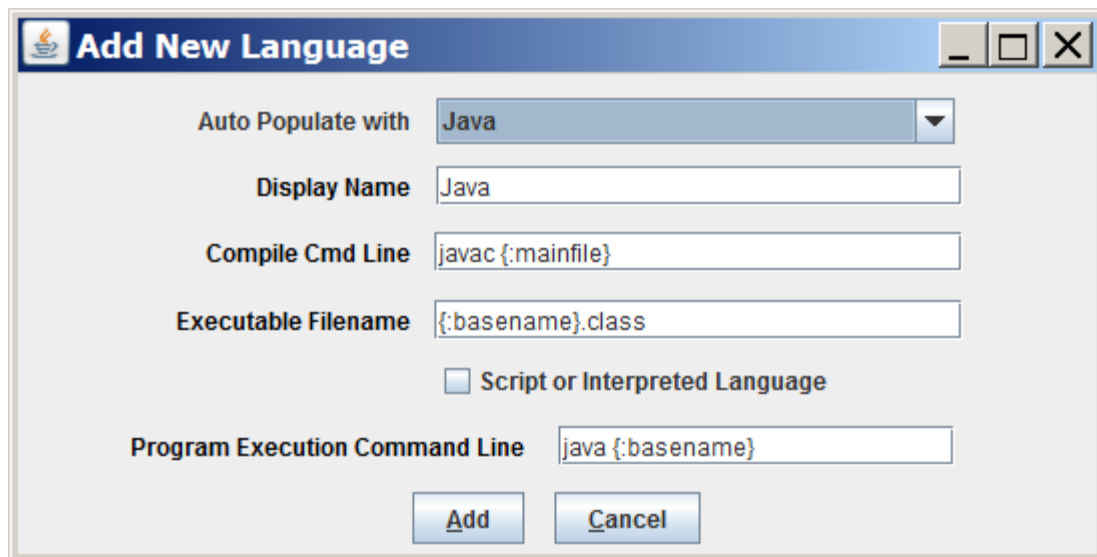 Add New Language
Auto Populate with Java
Display Name Java
Compile Cmd Line javac {:mainfile}
Executable Filename {:basename}.class
Script or Interpreted Language
Program Execution Command Line java {:basename}
Add Cancel